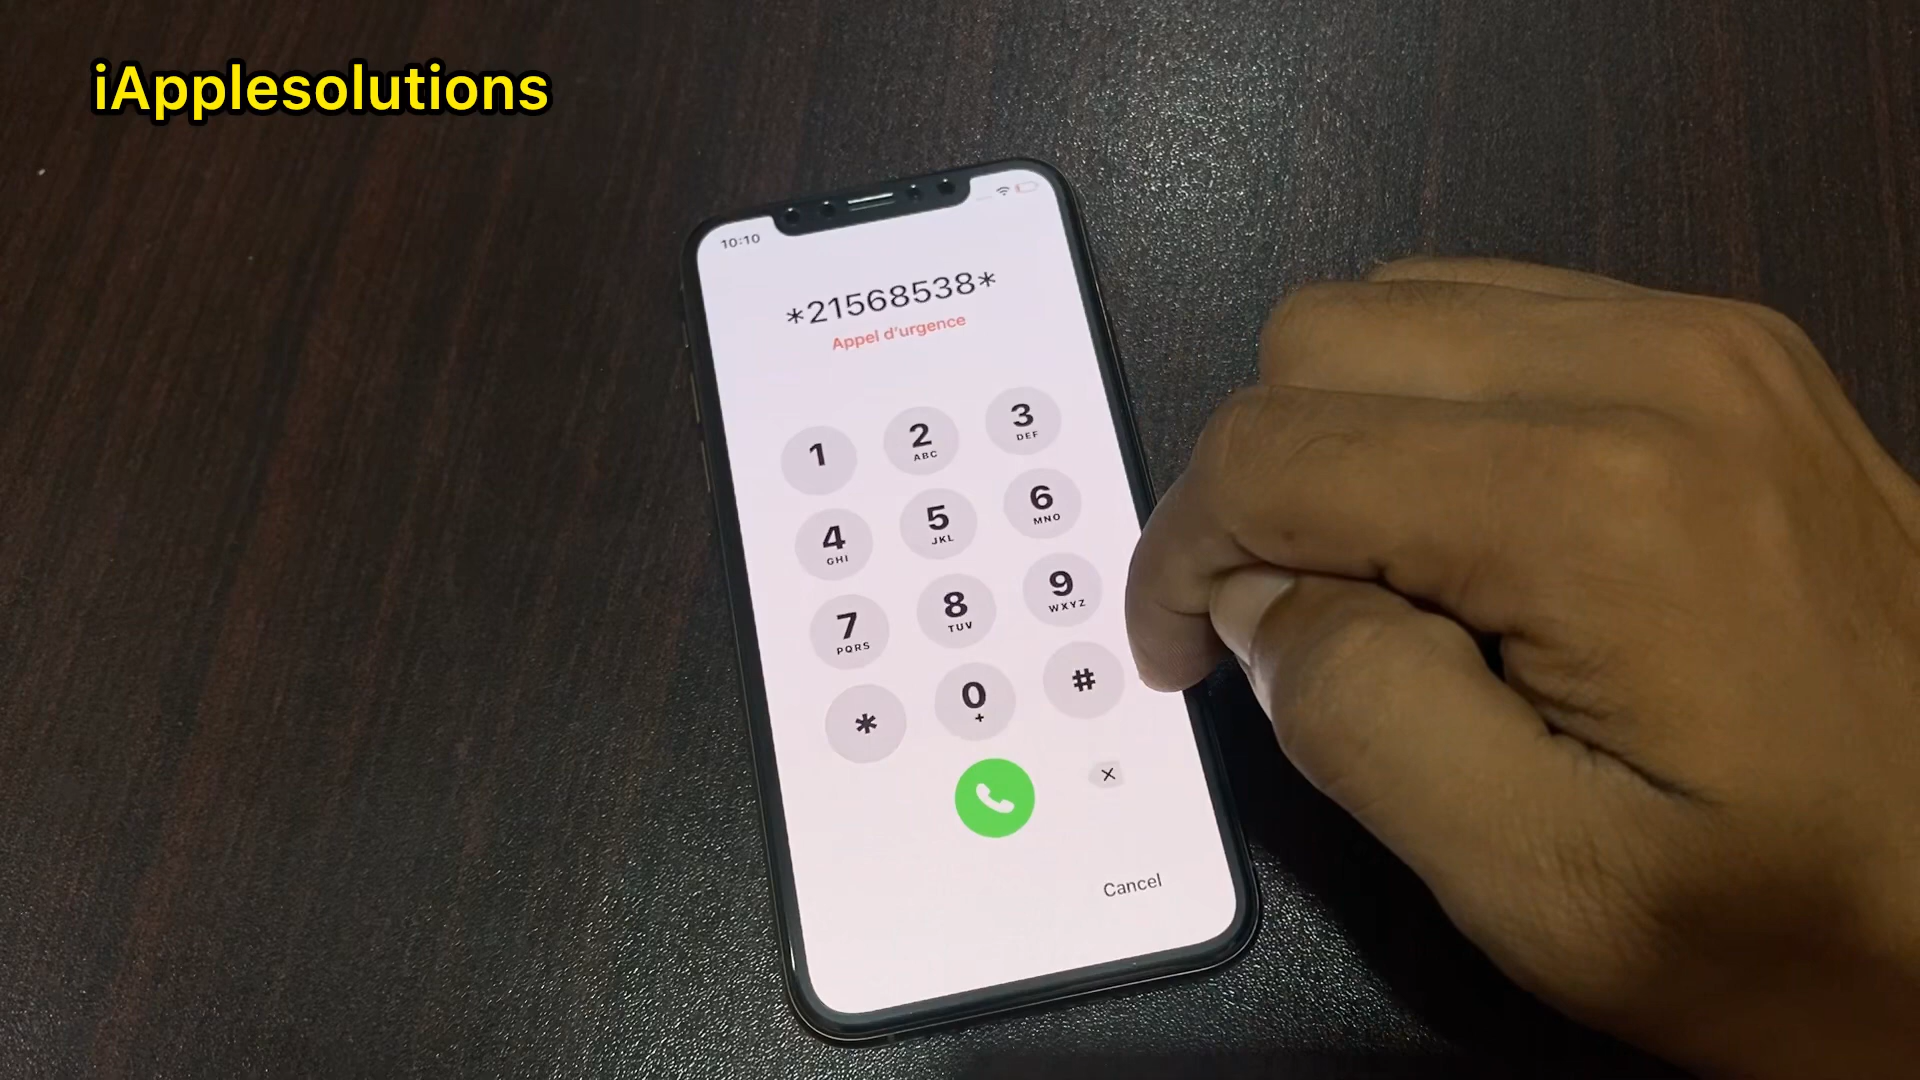 iApplesolutions
10:10
*21568538*
Appel d'urgence
1
2
ABC
3
DEF
4
GHI
5
JKL
6
MNO
7
PQRS
8
TUV
9
WXYZ
*
0
+
#
Cancel